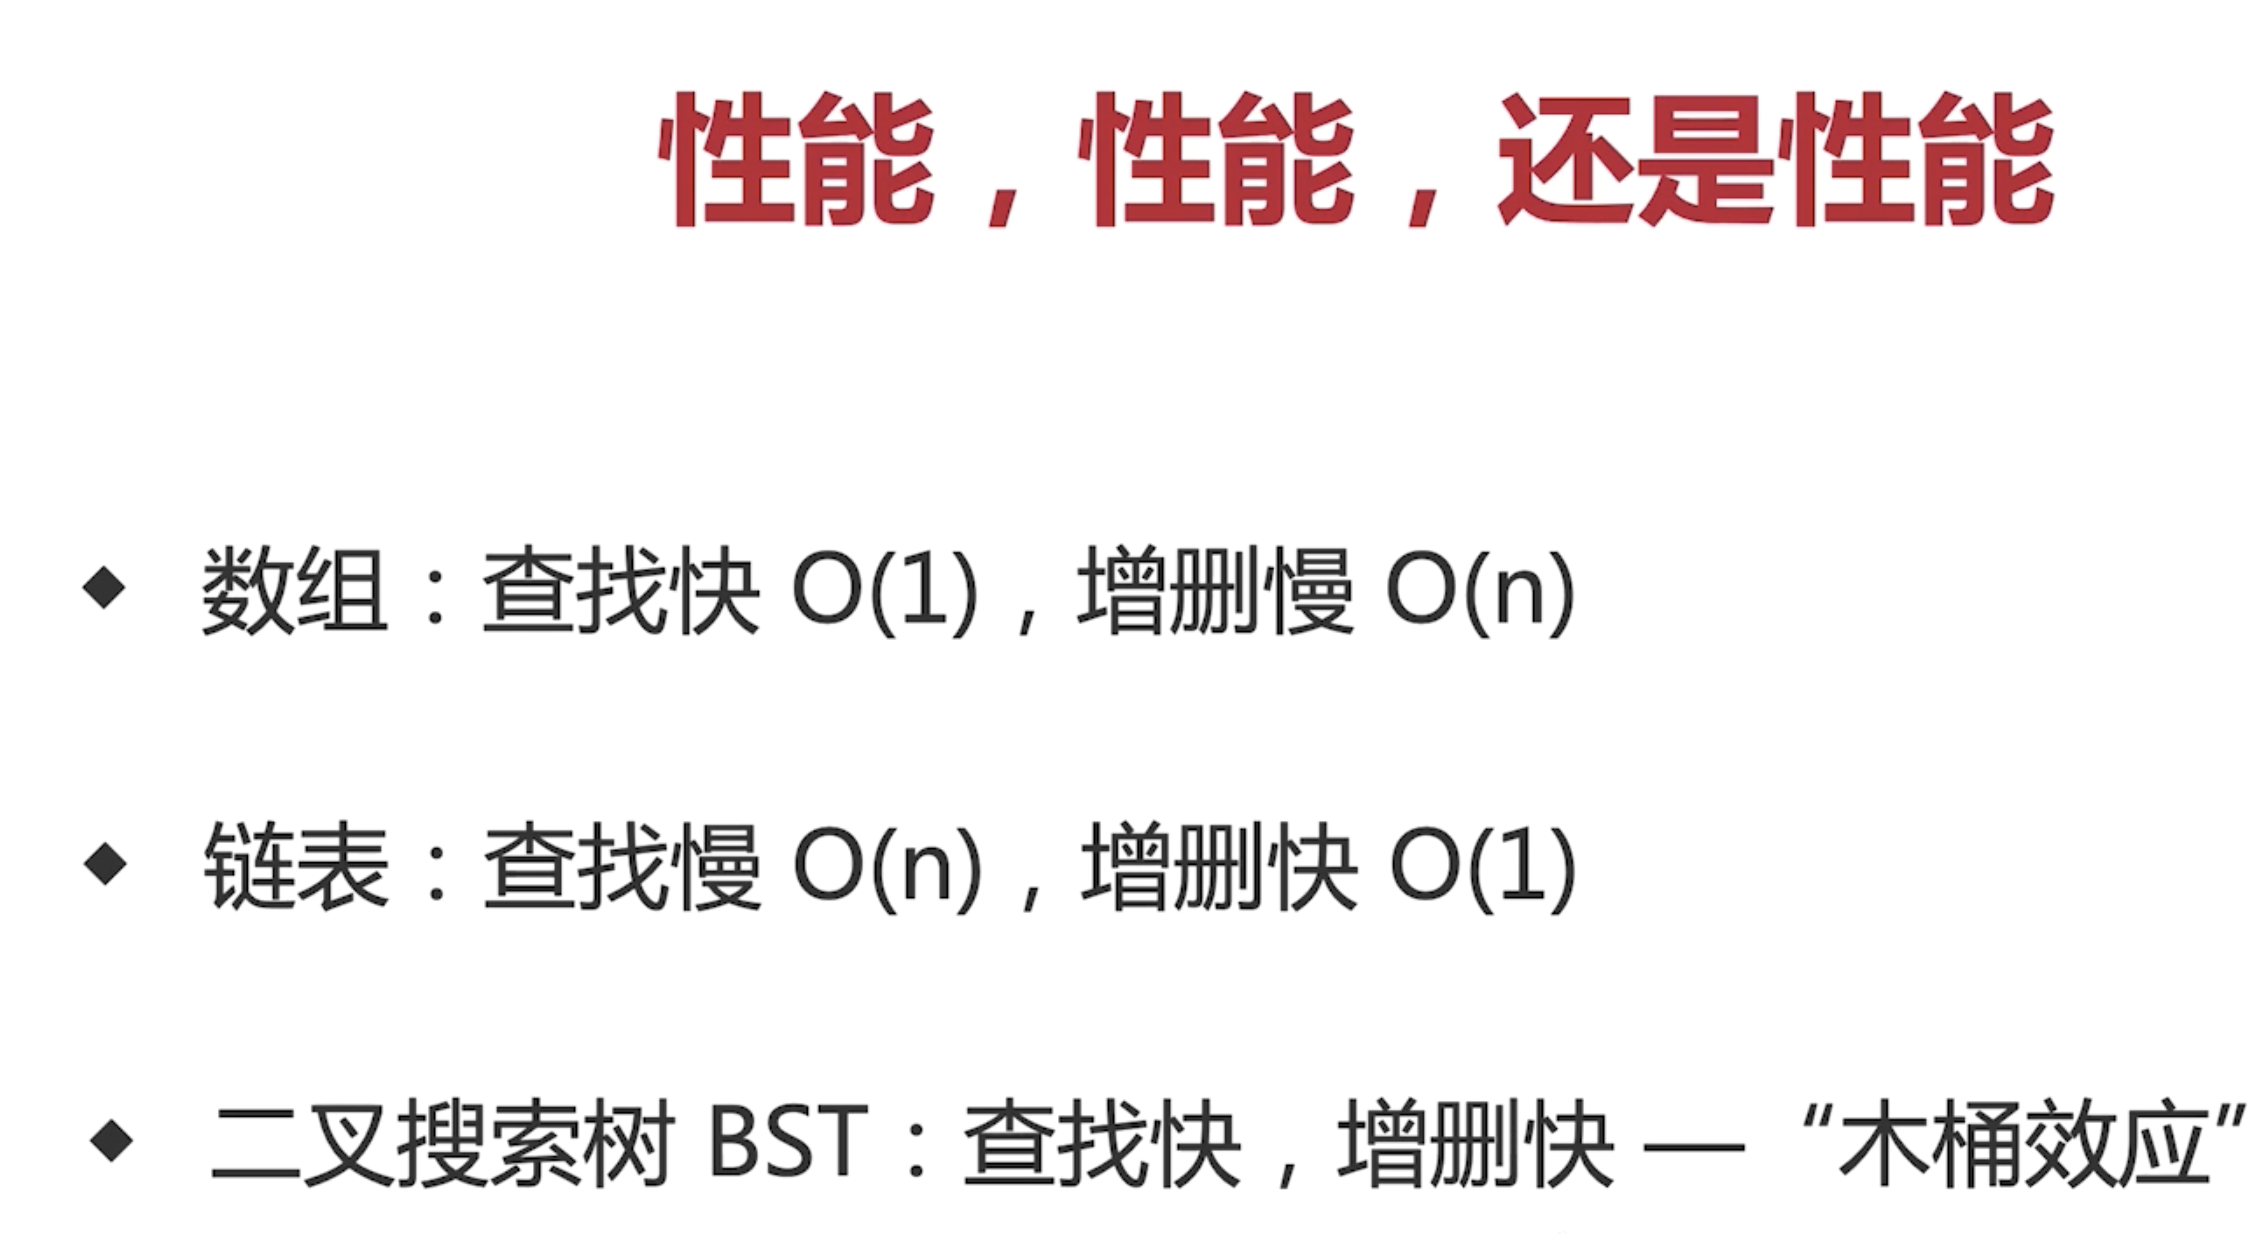 性能，性能，还是性能
◆ 数组：查找快 O(1)，增删慢 O(n)
◆ 链表：查找慢 O(n)，增删快 O(1)
◆ 二叉搜索树 BST：查找快，增删快 — “木桶效应”